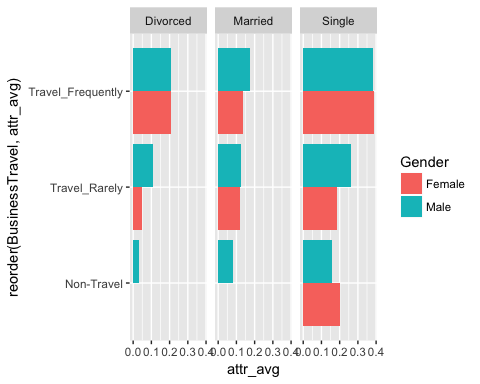 Divorced Married Single
reorder(BusinessTravel, attr_avg)
Travel_Frequently
Travel_Rarely
Non-Travel
Gender
Female
Male
0.0 0.1 0.2 0.3 0.4 0.0 0.1 0.2 0.3 0.4 0.0 0.1 0.2 0.3 0.4
attr_avg